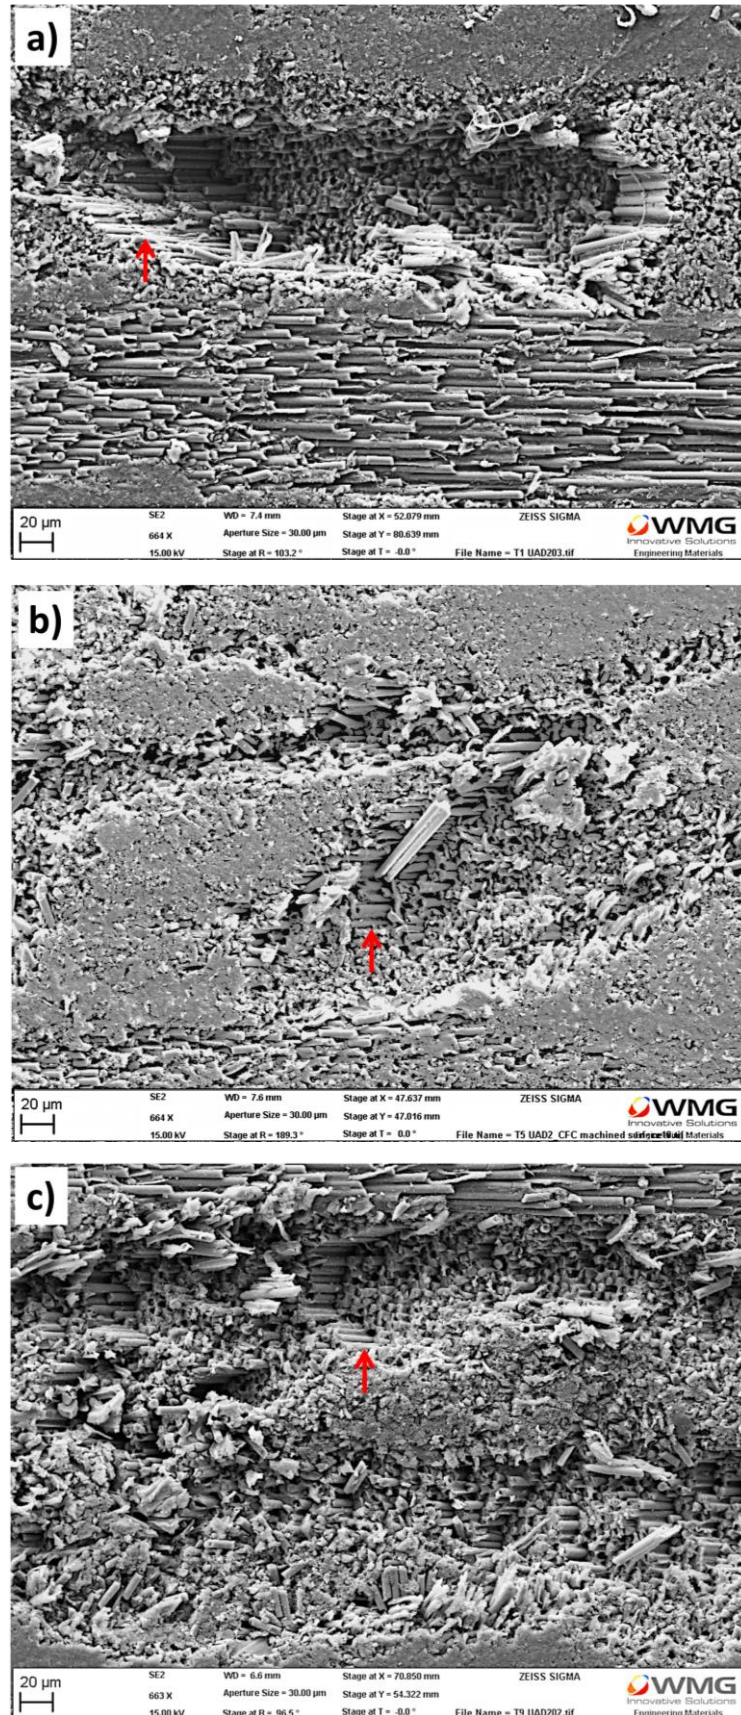 a)
20 µm
SE2
WD = 7.4 mm
Stage at X = 52.079 mm
ZEISS SIGMA
664 X
Aperture Size = 30.00 µm
Stage at Y = 80.639 mm
15.00 kV
Stage at R = 103.2 °
Stage at T = -0.0 °
File Name = T1 UAD203.tif
WMG
Innovative Solutions
Engineering Materials
b)
20 µm
SE2
WD = 7.6 mm
Stage at X = 47.637 mm
ZEISS SIGMA
664 X
Aperture Size = 30.00 µm
Stage at Y = 47.016 mm
15.00 kV
Stage at R = 189.3 °
Stage at T = 0.0 °
File Name = T5 UAD2_CFC machined
WMG
Innovative Solutions
Materials
c)
20 µm
SE2
WD = 6.6 mm
Stage at X = 70.850 mm
ZEISS SIGMA
663 X
Aperture Size = 30.00 µm
Stage at Y = 54.322 mm
15.00 kV
Stage at R = 96.5 °
Stage at T = -0.0 °
File Name = T9 UAD202.tif
WMG
Innovative Solutions
Engineering Materials